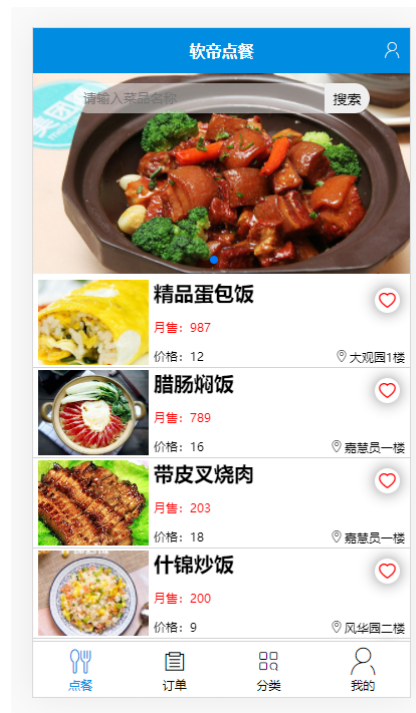 软帝点餐
请输入菜品名称
搜索
美团
精品蛋包饭
月售：987
价格：12
大观园1楼
腊肠焖饭
月售：789
价格：16
嘉慧员一楼
带皮叉烧肉
月售：203
价格：18
嘉慧员一楼
什锦炒饭
月售：200
价格：9
风华园二楼
点餐
订单
分类
我的